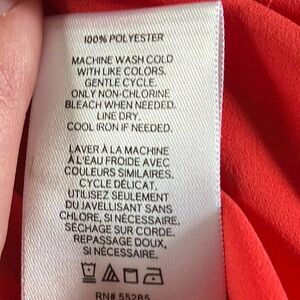 100% POLYESTER
MACHINE WASH COLD
WITH LIKE COLORS.
GENTLE CYCLE.
ONLY NON-CHLORINE
BLEACH WHEN NEEDED.
LINE DRY.
COOL IRON IF NEEDED.
LAVER À LA MACHINE
À L'EAU FROIDE AVEC
COULEURS SIMILAIRES.
CYCLE DÉLICAT.
UTILISEZ SEULEMENT
DU JAVELLISANT SANS
CHLORE, SI NÉCESSAIRE.
SÉCHAGE SUR CORDE.
REPASSAGE DOUX,
SI NÉCESSAIRE.
RN# 55285